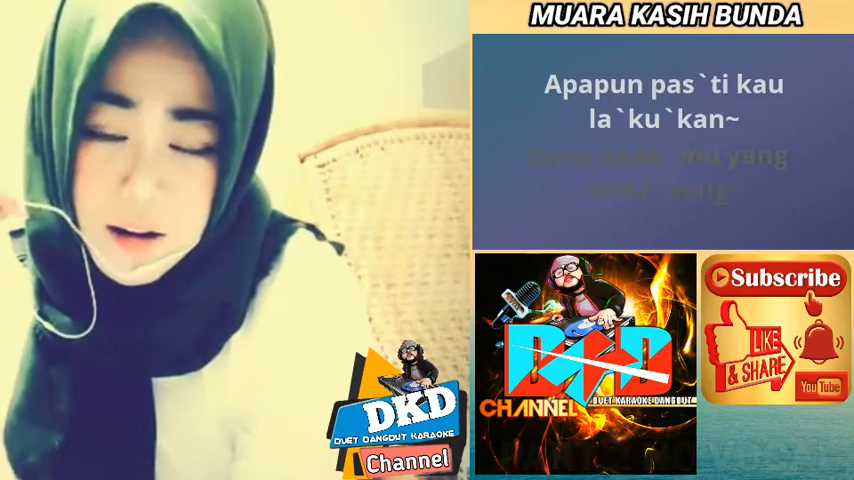 MUARA KASIH BUNDA
Apapun pas`ti kau
la`ku`kan~
Subscribe
LIKE
& SHARE
YouTube
DKD
CHANNEL
DUET KARAOKE DANGDUT
DKD
DUET DANGDUT KARAOKE
Channel